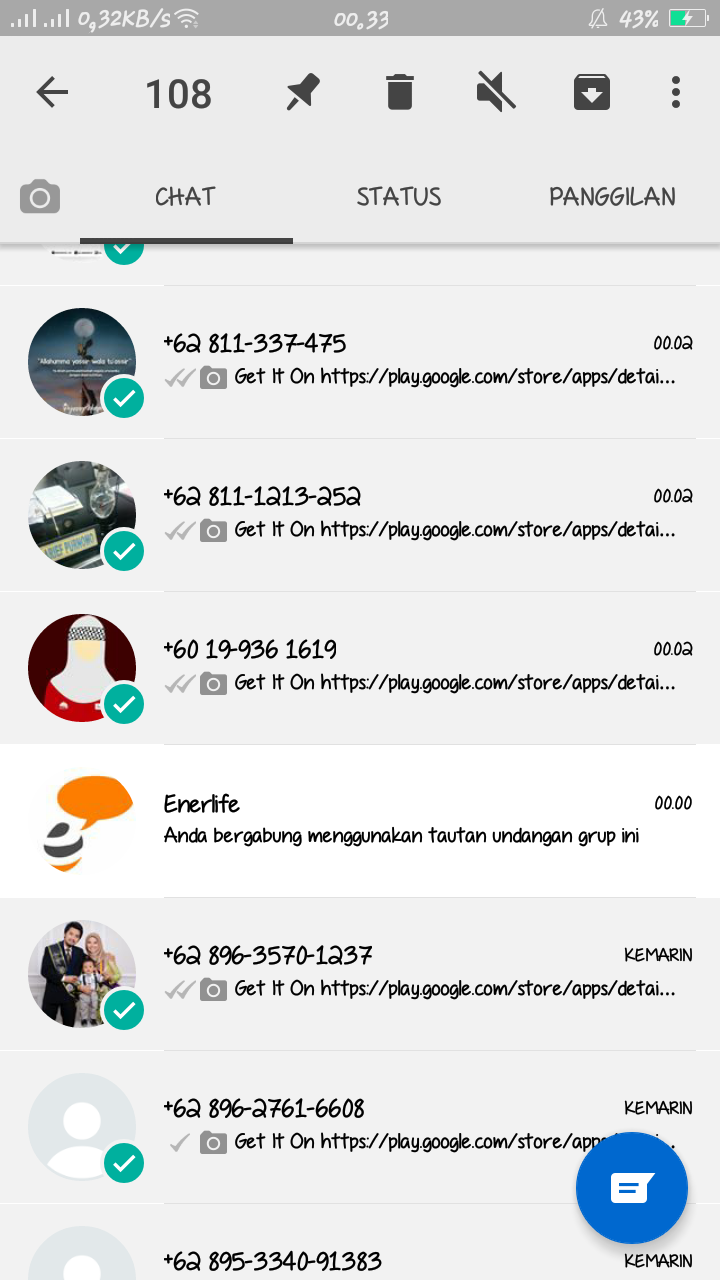 0,32KB/s 00.33 43%
108
CHAT STATUS PANGGILAN
+62 811-337-475 00.02
Get It On https://play.google.com/store/apps/detai...
"Allahumma yassir wala tu'assir"
+62 811-1213-252 00.02
Get It On https://play.google.com/store/apps/detai...
ARIEF PURNOMO
+60 19-936 1619 00.02
Get It On https://play.google.com/store/apps/detai...
Enerlife 00.00
Anda bergabung menggunakan tautan undangan grup ini
+62 896-3570-1237 KEMARIN
Get It On https://play.google.com/store/apps/detai...
+62 896-2761-6608 KEMARIN
Get It On https://play.google.com/store/apps
+62 895-3340-91383 KEMARIN